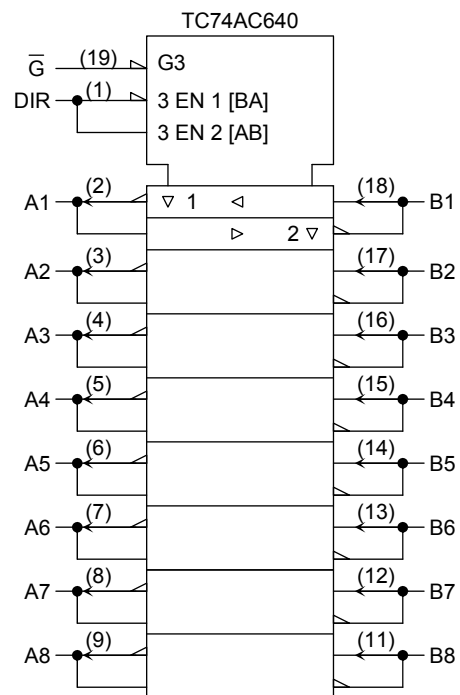 TC74AC640
G̅ (19) G3
DIR (1) 3 EN 1 [BA]
3 EN 2 [AB]
A1 (2) ▽ 1 ◁ (18) B1
▷ 2 ▽
A2 (3) (17) B2
A3 (4) (16) B3
A4 (5) (15) B4
A5 (6) (14) B5
A6 (7) (13) B6
A7 (8) (12) B7
A8 (9) (11) B8